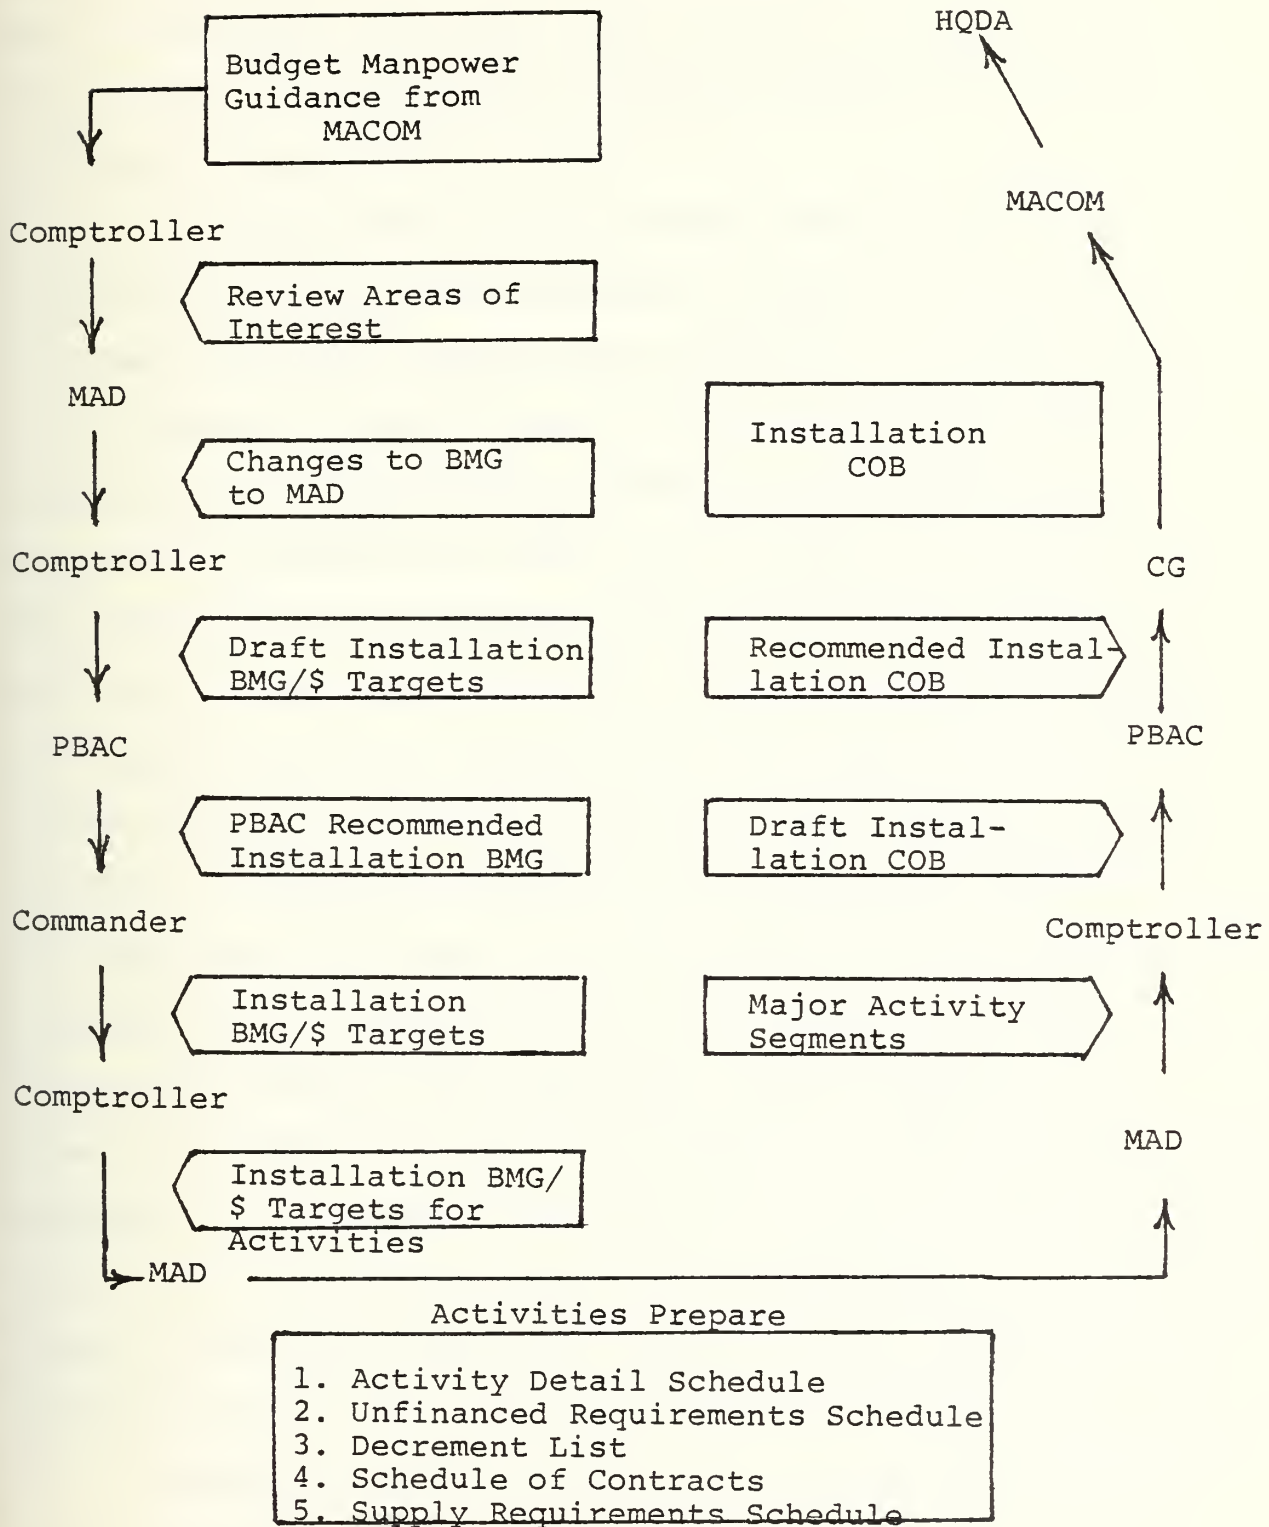 Budget Manpower
Guidance from
MACOM
Comptroller
Review Areas of
Interest
MAD
Changes to BMG
to MAD
Comptroller
Draft Installation
BMG/$ Targets
PBAC
PBAC Recommended
Installation BMG
Commander
Installation
BMG/$ Targets
Comptroller
Installation BMG/
$ Targets for
Activities
MAD
Activities Prepare
1. Activity Detail Schedule
2. Unfinanced Requirements Schedule
3. Decrement List
4. Schedule of Contracts
5. Supply Requirements Schedule
MAD
Major Activity
Segments
Comptroller
Draft Instal-
lation COB
PBAC
Recommended Instal-
lation COB
CG
Installation
COB
MACOM
HQDA